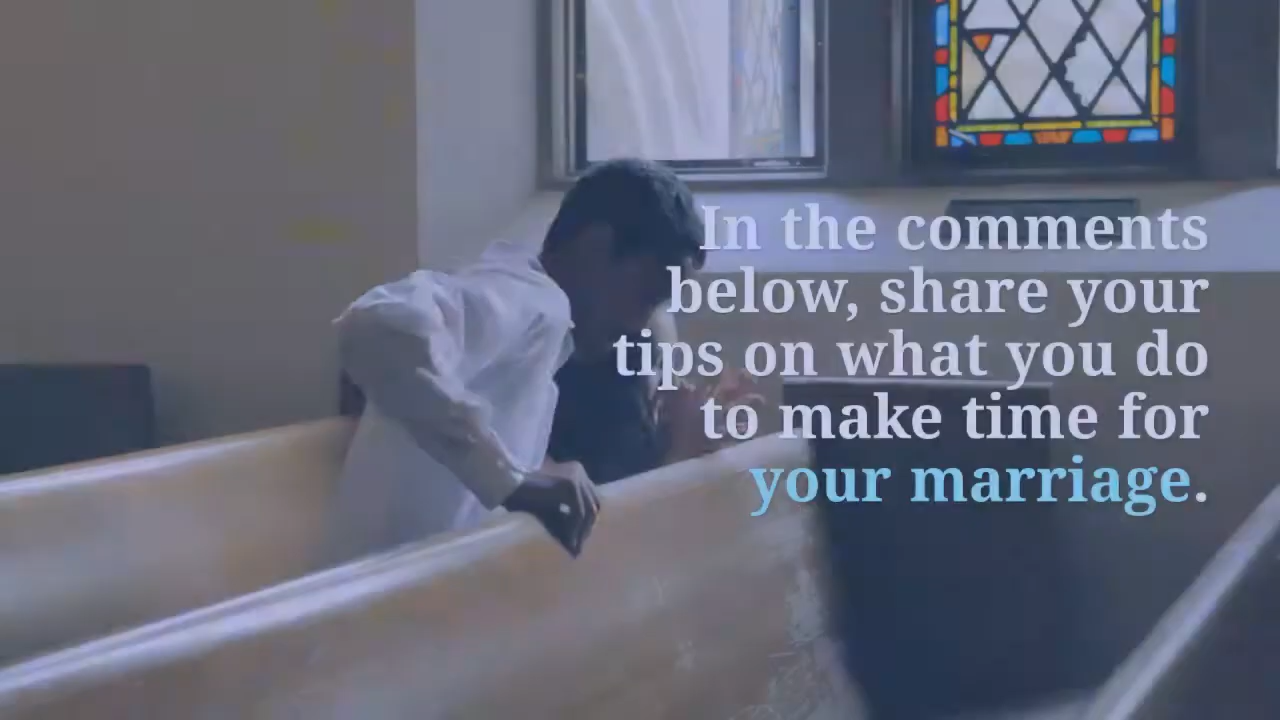 In the comments
below, share your
tips on what you do
to make time for
your marriage.